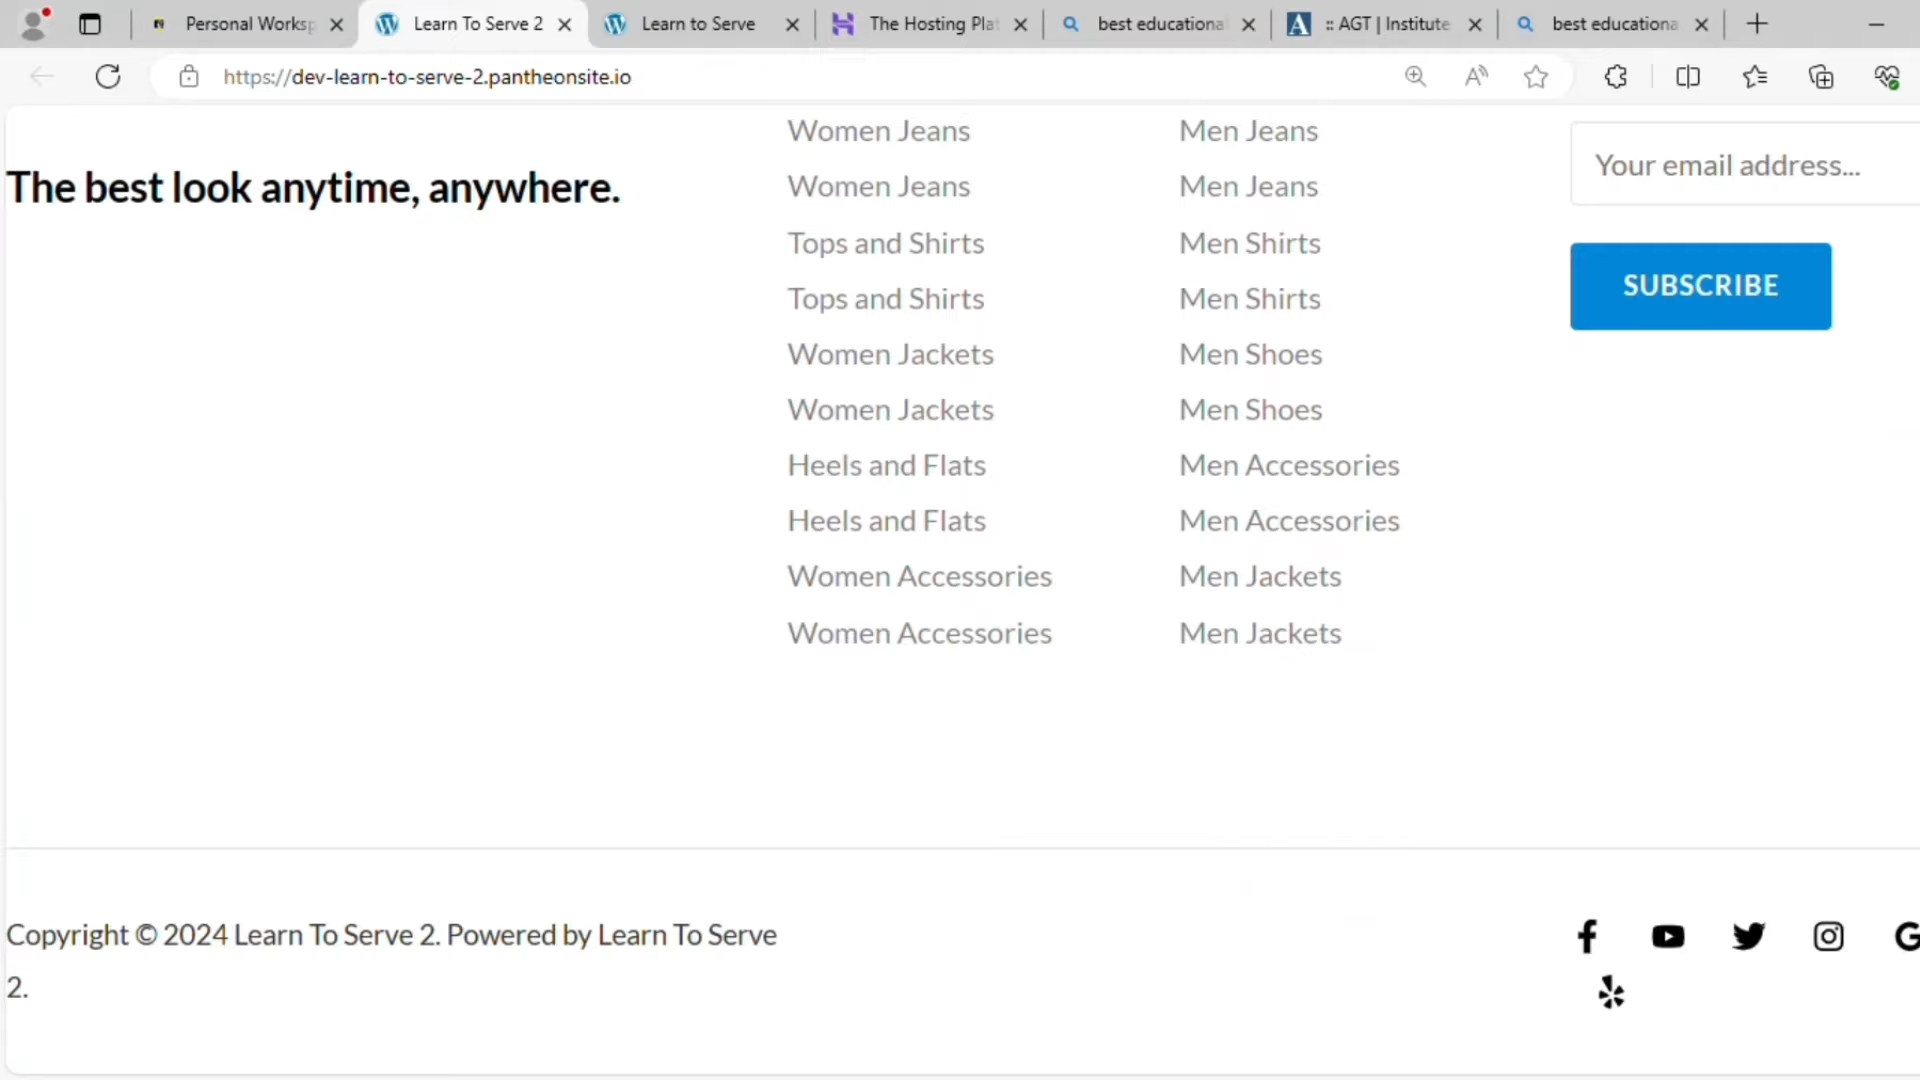 Personal Worksp
Learn To Serve 2
Learn to Serve
The Hosting Plat
best educationa
:: AGT | Institute
best educationa
https://dev-learn-to-serve-2.pantheonsite.io
The best look anytime, anywhere.
Women Jeans
Women Jeans
Tops and Shirts
Tops and Shirts
Women Jackets
Women Jackets
Heels and Flats
Heels and Flats
Women Accessories
Women Accessories
Men Jeans
Men Jeans
Men Shirts
Men Shirts
Men Shoes
Men Shoes
Men Accessories
Men Accessories
Men Jackets
Men Jackets
Your email address...
SUBSCRIBE
Copyright © 2024 Learn To Serve 2. Powered by Learn To Serve
2.